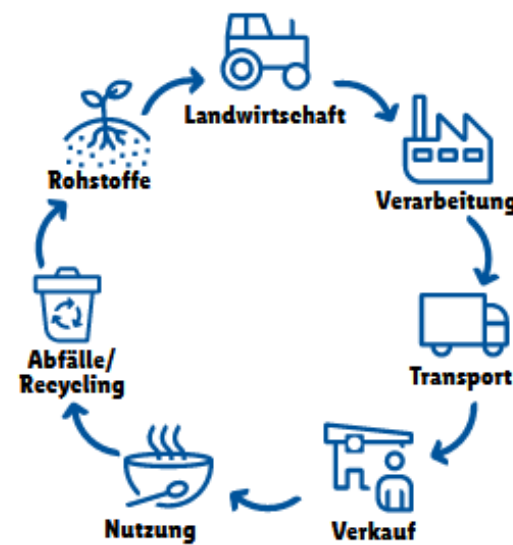 Landwirtschaft
Verarbeitung
Transport
Verkauf
Nutzung
Abfälle/
Recycling
Rohstoffe